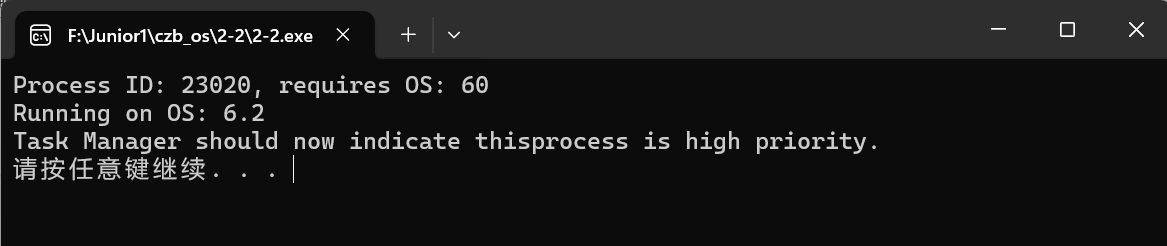 F:\Junior1\czb_os\2-2\2-2.exe
Process ID: 23020, requires OS: 60
Running on OS: 6.2
Task Manager should now indicate thisprocess is high priority.
请按任意键继续. . .